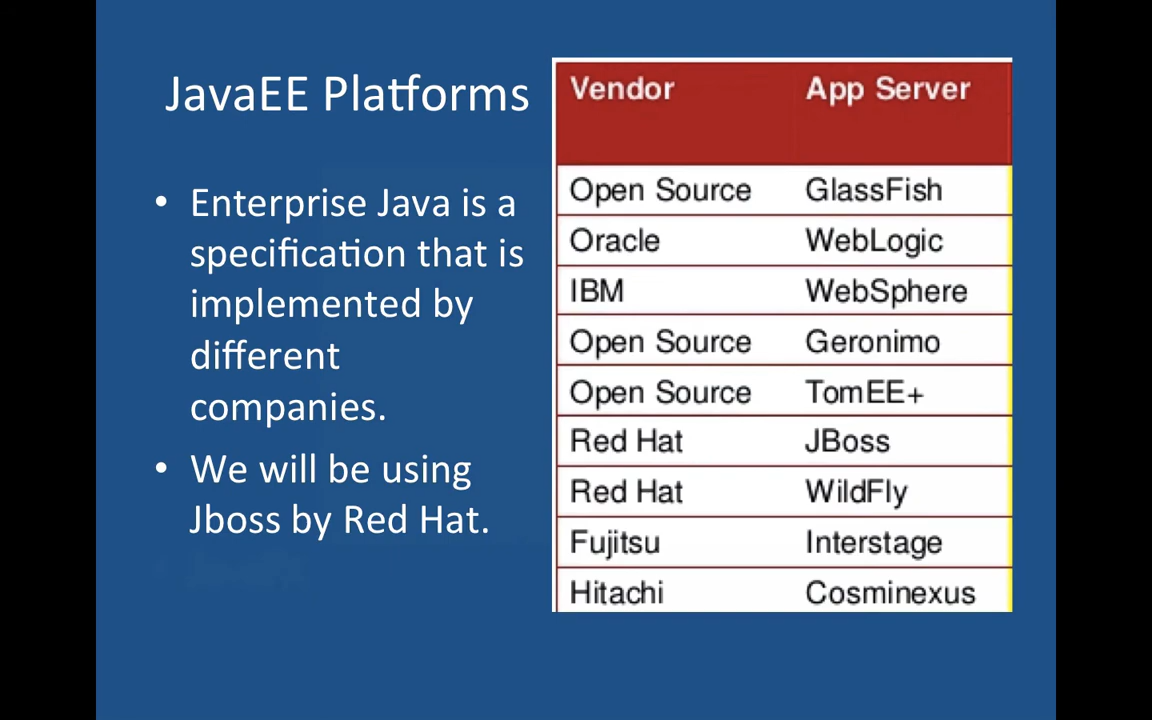 JavaEE Platforms
• Enterprise Java is a
specification that is
implemented by
different
companies.
• We will be using
Jboss by Red Hat.
Vendor App Server
Open Source GlassFish
Oracle WebLogic
IBM WebSphere
Open Source Geronimo
Open Source TomEE+
Red Hat JBoss
Red Hat WildFly
Fujitsu Interstage
Hitachi Cosminexus